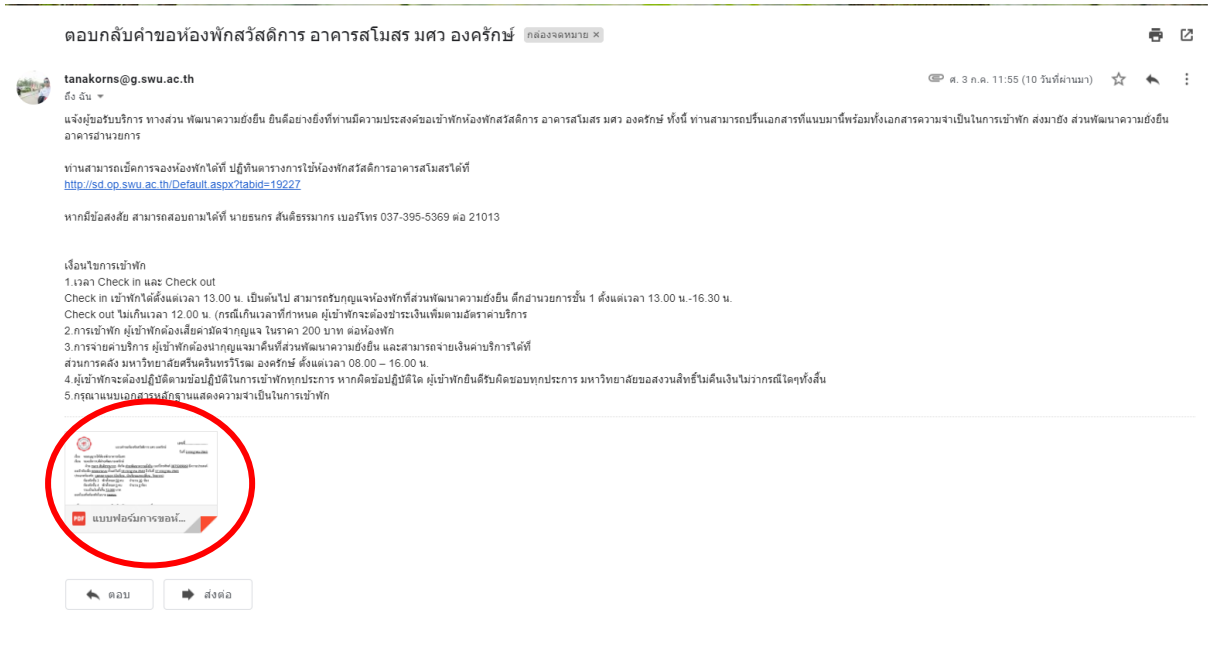 ตอบกลับคำขอห้องพักสวัสดิการ อาคารสโมสร มศว องครักษ์ กล่องจดหมาย ×
tanakorns@g.swu.ac.th
ศ. 3 ก.ค. 11:55 (10 วันที่ผ่านมา)
ถึง ฉัน
แจ้งผู้ขอรับบริการ ทางส่วน พัฒนาความยั่งยืน ยินดีอย่างยิ่งที่ท่านมีความประสงค์ขอเข้าพักห้องพักสวัสดิการ อาคารสโมสร มศว องครักษ์ ทั้งนี้ ท่านสามารถปริ้นเอกสารที่แนบมานี้พร้อมทั้งเอกสารความจำเป็นในการเข้าพัก ส่งมายัง ส่วนพัฒนาความยั่งยืน
อาคารอำนวยการ
ท่านสามารถเช็คการจองห้องพักได้ที่ ปฏิทินตารางการใช้ห้องพักสวัสดิการอาคารสโมสรได้ที่
http://sd.op.swu.ac.th/Default.aspx?tabid=19227
หากมีข้อสงสัย สามารถสอบถามได้ที่ นายธนกร สันติธรรมากร เบอร์โทร 037-395-5369 ต่อ 21013
เงื่อนไขการเข้าพัก
1.เวลา Check in และ Check out
Check in เข้าพักได้ตั้งแต่เวลา 13.00 น. เป็นต้นไป สามารถรับกุญแจห้องพักที่ส่วนพัฒนาความยั่งยืน ตึกอำนวยการชั้น 1 ตั้งแต่เวลา 13.00 น.-16.30 น.
Check out ไม่เกินเวลา 12.00 น. (กรณีเกินเวลาที่กำหนด ผู้เข้าพักจะต้องชำระเงินเพิ่มตามอัตราค่าบริการ
2.การเข้าพัก ผู้เข้าพักต้องเสียค่ามัดจำกุญแจ ในราคา 200 บาท ต่อห้องพัก
3.การจ่ายค่าบริการ ผู้เข้าพักต้องนำกุญแจมาคืนที่ส่วนพัฒนาความยั่งยืน และสามารถจ่ายเงินค่าบริการได้ที่
ส่วนการคลัง มหาวิทยาลัยศรีนครินทรวิโรฒ องครักษ์ ตั้งแต่เวลา 08.00 – 16.00 น.
4.ผู้เข้าพักจะต้องปฏิบัติตามข้อปฏิบัติในการเข้าพักทุกประการ หากผิดข้อปฏิบัติใด ผู้เข้าพักยินดีรับผิดชอบทุกประการ มหาวิทยาลัยขอสงวนสิทธิ์ไม่คืนเงินไม่ว่ากรณีใดๆทั้งสิ้น
5.กรุณาแนบเอกสารหลักฐานแสดงความจำเป็นในการเข้าพัก
PDF แบบฟอร์มการขอห้...
ตอบ
ส่งต่อ